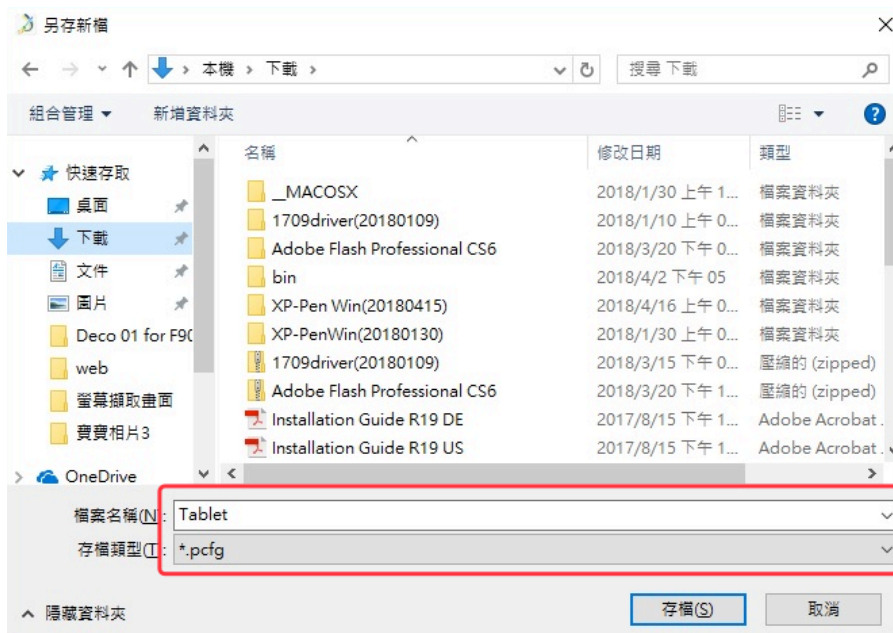 另存新檔
本機 › 下載 ›
搜尋 下載
組合管理 新增資料夾
名稱 修改日期 類型
快速存取
桌面
下載
文件
圖片
Deco 01 for F90
web
螢幕擷取畫面
寶寶相片3
OneDrive
__MACOSX 2018/1/30 上午 1... 檔案資料夾
1709driver(20180109) 2018/1/10 上午 0... 檔案資料夾
Adobe Flash Professional CS6 2018/3/20 下午 0... 檔案資料夾
bin 2018/4/2 下午 05 檔案資料夾
XP-Pen Win(20180415) 2018/4/16 上午 0... 檔案資料夾
XP-PenWin(20180130) 2018/1/30 上午 0... 檔案資料夾
1709driver(20180109) 2018/3/15 下午 0... 壓縮的 (zipped)
Adobe Flash Professional CS6 2018/3/20 下午 1... 壓縮的 (zipped)
Installation Guide R19 DE 2017/8/15 下午 1... Adobe Acrobat.
Installation Guide R19 US 2017/8/15 下午 1... Adobe Acrobat.
檔案名稱(N): Tablet
存檔類型(T): *.pcfg
隱藏資料夾 存檔(S) 取消